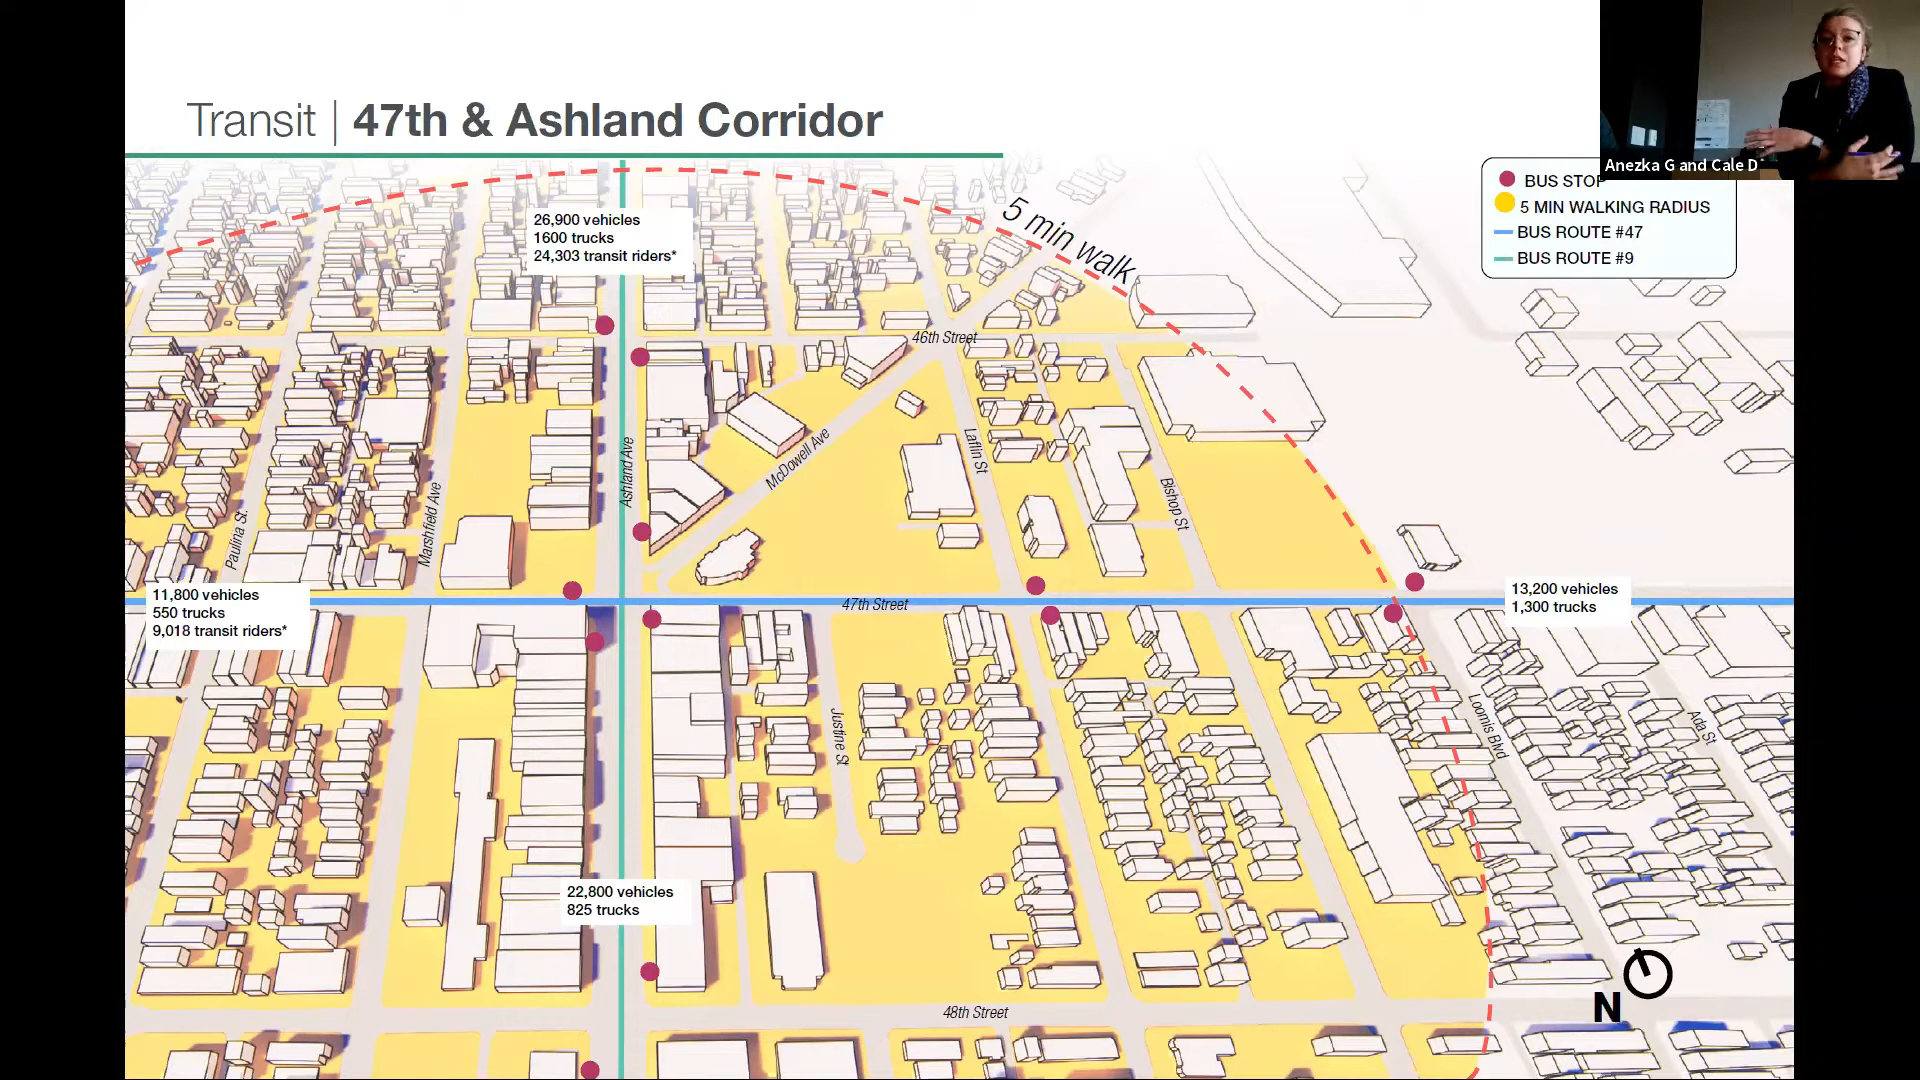 Transit | 47th & Ashland Corridor
Anezka G and Cale D
BUS STOP
5 MIN WALKING RADIUS
BUS ROUTE #47
BUS ROUTE #9
5 min walk
26,900 vehicles
1600 trucks
24,303 transit riders*
46th Street
Ashland Ave
McDowell Ave
Laflin St
Bishop St
Paulina St.
Marshfield Ave
11,800 vehicles
550 trucks
9,018 transit riders*
47th Street
13,200 vehicles
1,300 trucks
Justine St
Loomis Blvd
Ada St
22,800 vehicles
825 trucks
48th Street
N